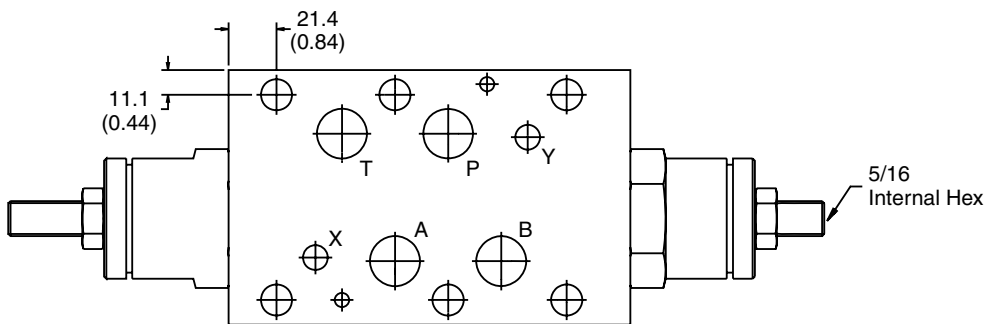 21.4
(0.84)
11.1
(0.44)
T
P
Y
5/16
Internal Hex
X
A
B